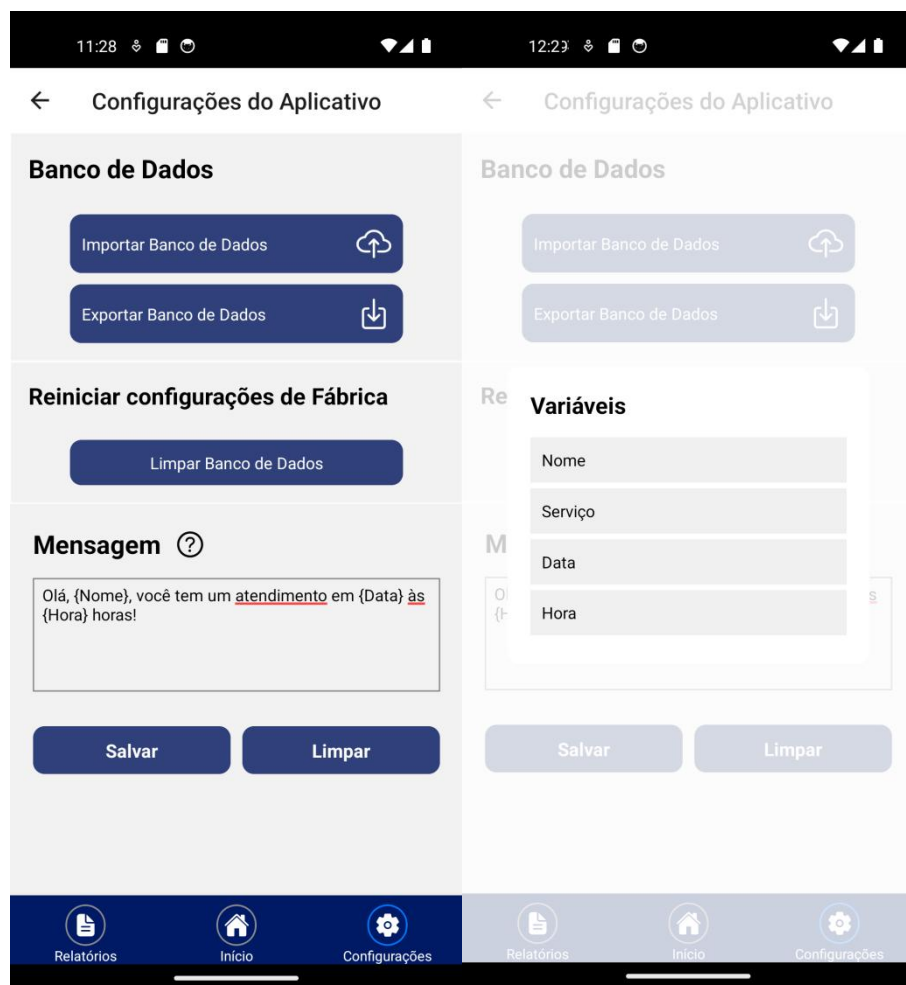 11:28
Configurações do Aplicativo
Banco de Dados
Importar Banco de Dados
Exportar Banco de Dados
Reiniciar configurações de Fábrica
Limpar Banco de Dados
Mensagem
Olá, {Nome}, você tem um atendimento em {Data} às
{Hora} horas!
Salvar Limpar
Relatórios Início Configurações
Configurações do Aplicativo
Banco de Dados
Importar Banco de Dados
Exportar Banco de Dados
Re
Variáveis
Nome
Serviço
Data
Hora
M
Salvar Limpar
Relatórios Início Configurações